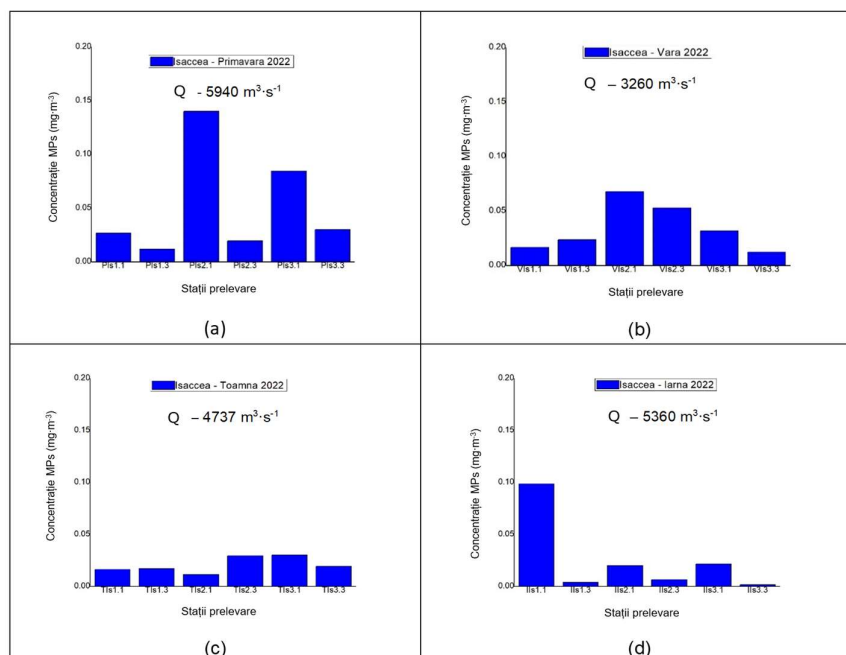 Isaccea - Primavara 2022
Q - 5940 m³·s⁻¹
Concentrație MPs (mg·m⁻³)
0.20
0.15
0.10
0.05
0.00
PIs1.1 PIs1.3 PIs2.1 PIs2.3 PIs3.1 PIs3.3
Stații prelevare
(a)
Isaccea - Vara 2022
Q – 3260 m³·s⁻¹
Concentrație MPs (mg·m⁻³)
0.20
0.15
0.10
0.05
0.00
VIs1.1 VIs1.3 VIs2.1 VIs2.3 VIs3.1 VIs3.3
Stații prelevare
(b)
Isaccea - Toamna 2022
Q – 4737 m³·s⁻¹
Concentrație MPs (mg·m⁻³)
0.20
0.15
0.10
0.05
0.00
TIs1.1 TIs1.3 TIs2.1 TIs2.3 TIs3.1 TIs3.3
Stații prelevare
(c)
Isaccea - Iarna 2022
Q – 5360 m³·s⁻¹
Concentrație MPs (mg·m⁻³)
0.20
0.15
0.10
0.05
0.00
IIs1.1 IIs1.3 IIs2.1 IIs2.3 IIs3.1 IIs3.3
Stații prelevare
(d)